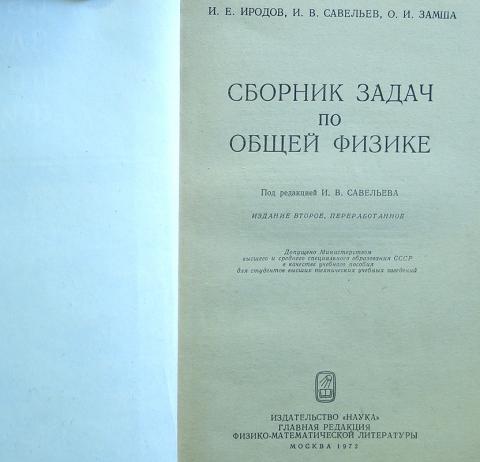 И. Е. ИРОДОВ, И. В. САВЕЛЬЕВ, О. И. ЗАМША
СБОРНИК ЗАДАЧ
ПО
ОБЩЕЙ ФИЗИКЕ
Под редакцией И. В. САВЕЛЬЕВА
ИЗДАНИЕ ВТОРОЕ, ПЕРЕРАБОТАННОЕ
Допущено Министерством
высшего и среднего специального образования СССР
в качестве учебного пособия
для студентов высших технических учебных заведений
ИЗДАТЕЛЬСТВО «НАУКА»
ГЛАВНАЯ РЕДАКЦИЯ
ФИЗИКО-МАТЕМАТИЧЕСКОЙ ЛИТЕРАТУРЫ
МОСКВА 1972